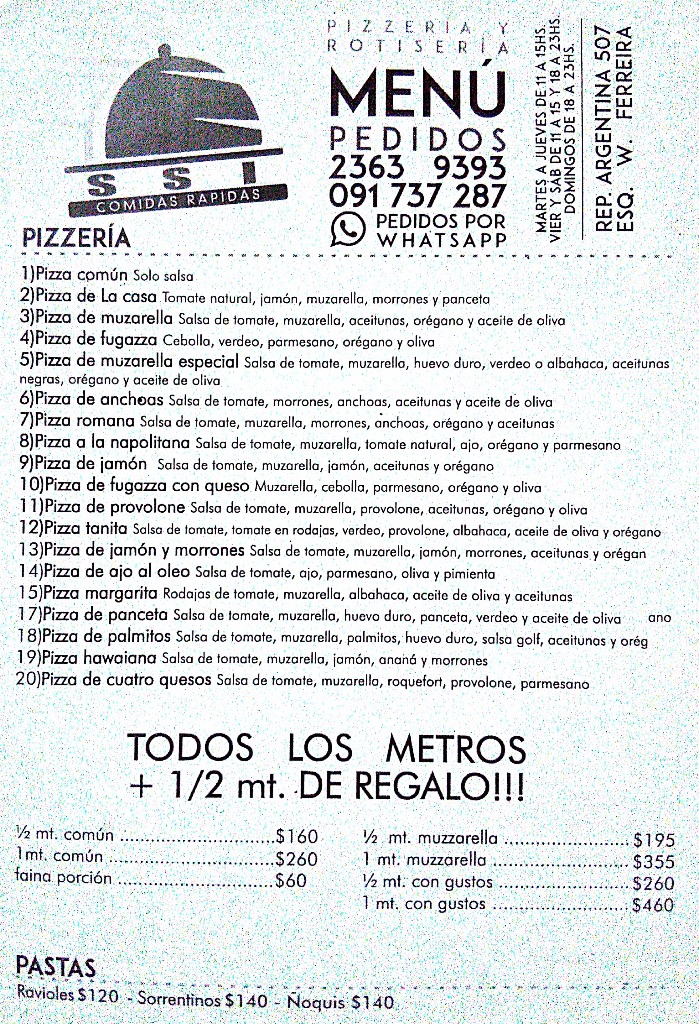 PIZZERIA Y
ROTISERÍA
MENÚ
PEDIDOS
2363 9393
091 737 287
PEDIDOS POR
WHATSAPP
MARTES A JUEVES DE 11 A 15HS.
VIER Y SAB DE 11 A 15 Y 18 A 23HS.
DOMINGOS DE 18 A 23HS.
REP. ARGENTINA 507
ESQ. W. FERREIRA
SSI
COMIDAS RAPIDAS
PIZZERÍA
1)Pizza común Solo salsa
2)Pizza de La casa Tomate natural, jamón, muzarella, morrones y panceta
3)Pizza de muzarella Salsa de tomate, muzarella, aceitunas, orégano y aceite de oliva
4)Pizza de fugazza Cebolla, verdeo, parmesano, orégano y oliva
5)Pizza de muzarella especial Salsa de tomate, muzarella, huevo duro, verdeo o albahaca, aceitunas
negras, orégano y aceite de oliva
6)Pizza de anchoas Salsa de tomate, morrones, anchoas, aceitunas y aceite de oliva
7)Pizza romana Salsa de tomate, muzarella, morrones, anchoas, orégano y aceitunas
8)Pizza a la napolitana Salsa de tomate, muzarella, tomate natural, ajo, orégano y parmesano
9)Pizza de jamón Salsa de tomate, muzarella, jamón, aceitunas y orégano
10)Pizza de fugazza con queso Muzarella, cebolla, parmesano, orégano y oliva
11)Pizza de provolone Salsa de tomate, muzarella, provolone, aceitunas, orégano y oliva
12)Pizza tanita Salsa de tomate, tomate en rodajas, verdeo, provolone, albahaca, aceite de oliva y orégano
13)Pizza de jamón y morrones Salsa de tomate, muzarella, jamón, morrones, aceitunas y orégan
14)Pizza de ajo al oleo Salsa de tomate, ajo, parmesano, oliva y pimienta
15)Pizza margarita Rodajas de tomate, muzarella, albahaca, aceite de oliva y aceitunas
17)Pizza de panceta Salsa de tomate, muzarella, huevo duro, panceta, verdeo y aceite de oliva ano
18)Pizza de palmitos Salsa de tomate, muzarella, palmitos, huevo duro, salsa golf, aceitunas y orég
19)Pizza hawaiana Salsa de tomate, muzarella, jamón, ananá y morrones
20)Pizza de cuatro quesos Salsa de tomate, muzarella, roquefort, provolone, parmesano
TODOS LOS METROS
+ 1/2 mt. DE REGALO!!!
½ mt. común ............................$160
1mt. común ..............................$260
faina porción ............................$60
½ mt. muzzarella .......................$195
1 mt. muzzarella .........................$355
½ mt. con gustos ........................$260
1 mt. con gustos .........................$460
PASTAS
Ravioles $120 - Sorrentinos $140 - Ñoquis $140